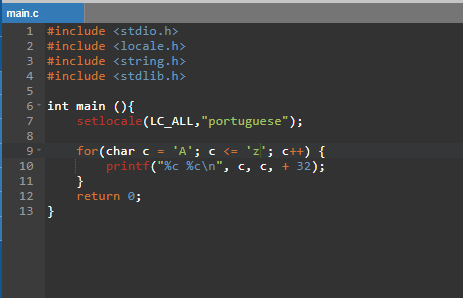 main.c
1 #include <stdio.h>
2 #include <locale.h>
3 #include <string.h>
4 #include <stdlib.h>
5
6 int main (){
7     setlocale(LC_ALL,"portuguese");
8
9     for(char c = 'A'; c <= 'z'; c++) {
10         printf("%c %c\n", c, c, + 32);
11     }
12     return 0;
13 }